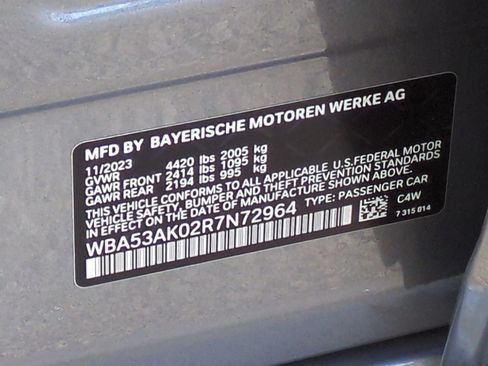 MFD BY BAYERISCHE MOTOREN WERKE AG
11/2023
GVWR 4420 lbs 2005 kg
GAWR FRONT 2414 lbs 1095 kg
GAWR REAR 2194 lbs 995 kg
THIS VEHICLE CONFORMS TO ALL APPLICABLE U.S.FEDERAL MOTOR
VEHICLE SAFETY, BUMPER AND THEFT PREVENTION STANDARDS
IN EFFECT ON THE DATE OF MANUFACTURE SHOWN ABOVE.
WBA53AK02R7N72964 TYPE: PASSENGER CAR
C4W
7 315 014